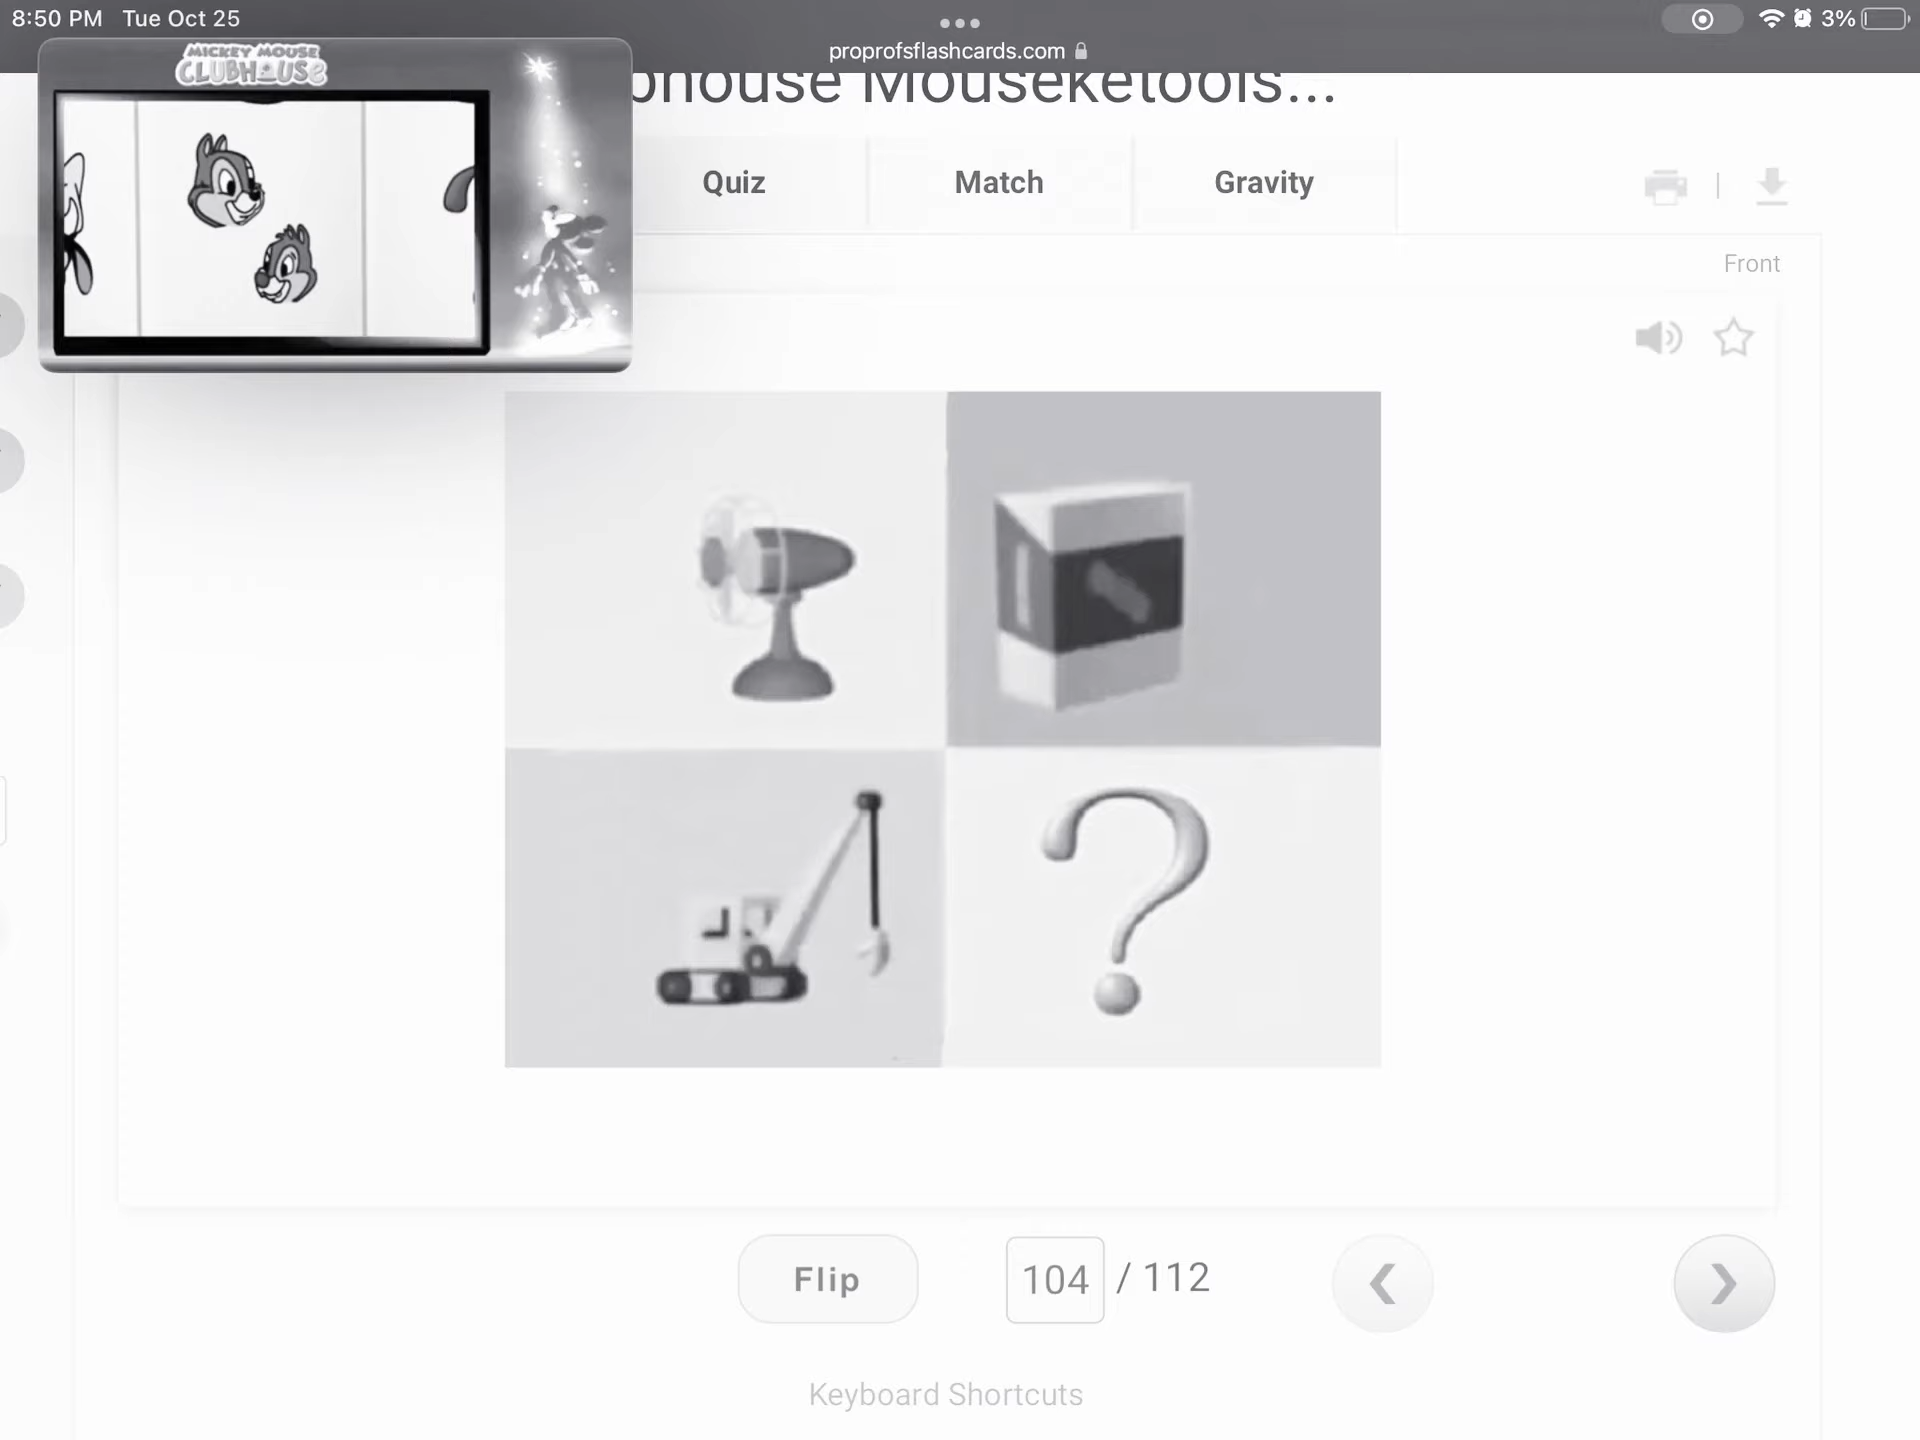 8:50 PM Tue Oct 25
3%
proprofsflashcards.com
MICKEY MOUSE
CLUBHOUSE
Mouseketools...
Quiz
Match
Gravity
Front
Flip
104 / 112
Keyboard Shortcuts